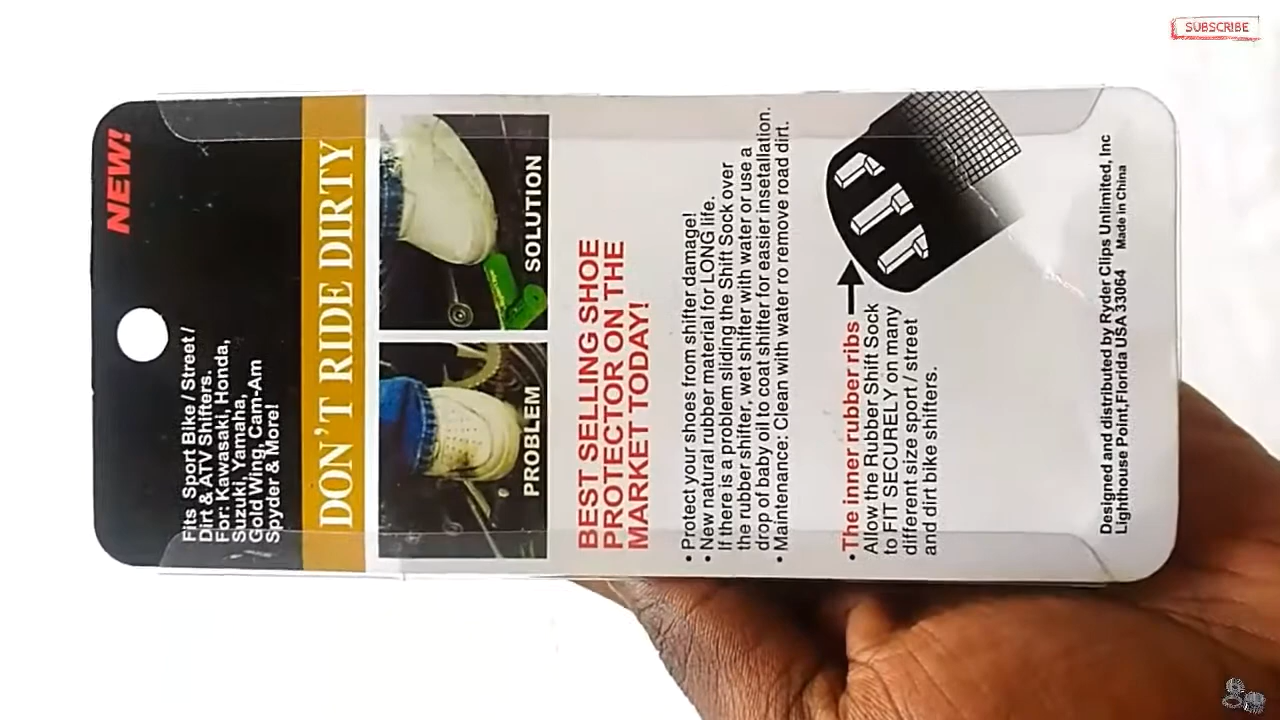 SUBSCRIBE
NEW!
Fits Sport Bike / Street /
Dirt & ATV Shifters.
For: Kawasaki, Honda,
Suzuki, Yamaha,
Gold Wing, Cam-Am
Spyder & More!
DON'T RIDE DIRTY
PROBLEM
SOLUTION
BEST SELLING SHOE
PROTECTOR ON THE
MARKET TODAY!
• Protect your shoes from shifter damage!
• New natural rubber material for LONG life.
If there is a problem sliding the Shift Sock over
the rubber shifter, wet shifter with water or use a
drop of baby oil to coat shifter for easier insetallation.
• Maintenance: Clean with water ro remove road dirt.
• The inner rubber ribs
Allow the Rubber Shift Sock
to FIT SECURELY on many
different size sport / street
and dirt bike shifters.
Designed and distributed by Ryder Clips Unlimited, Inc
Lighthouse Point, Florida USA 33064 Made in China